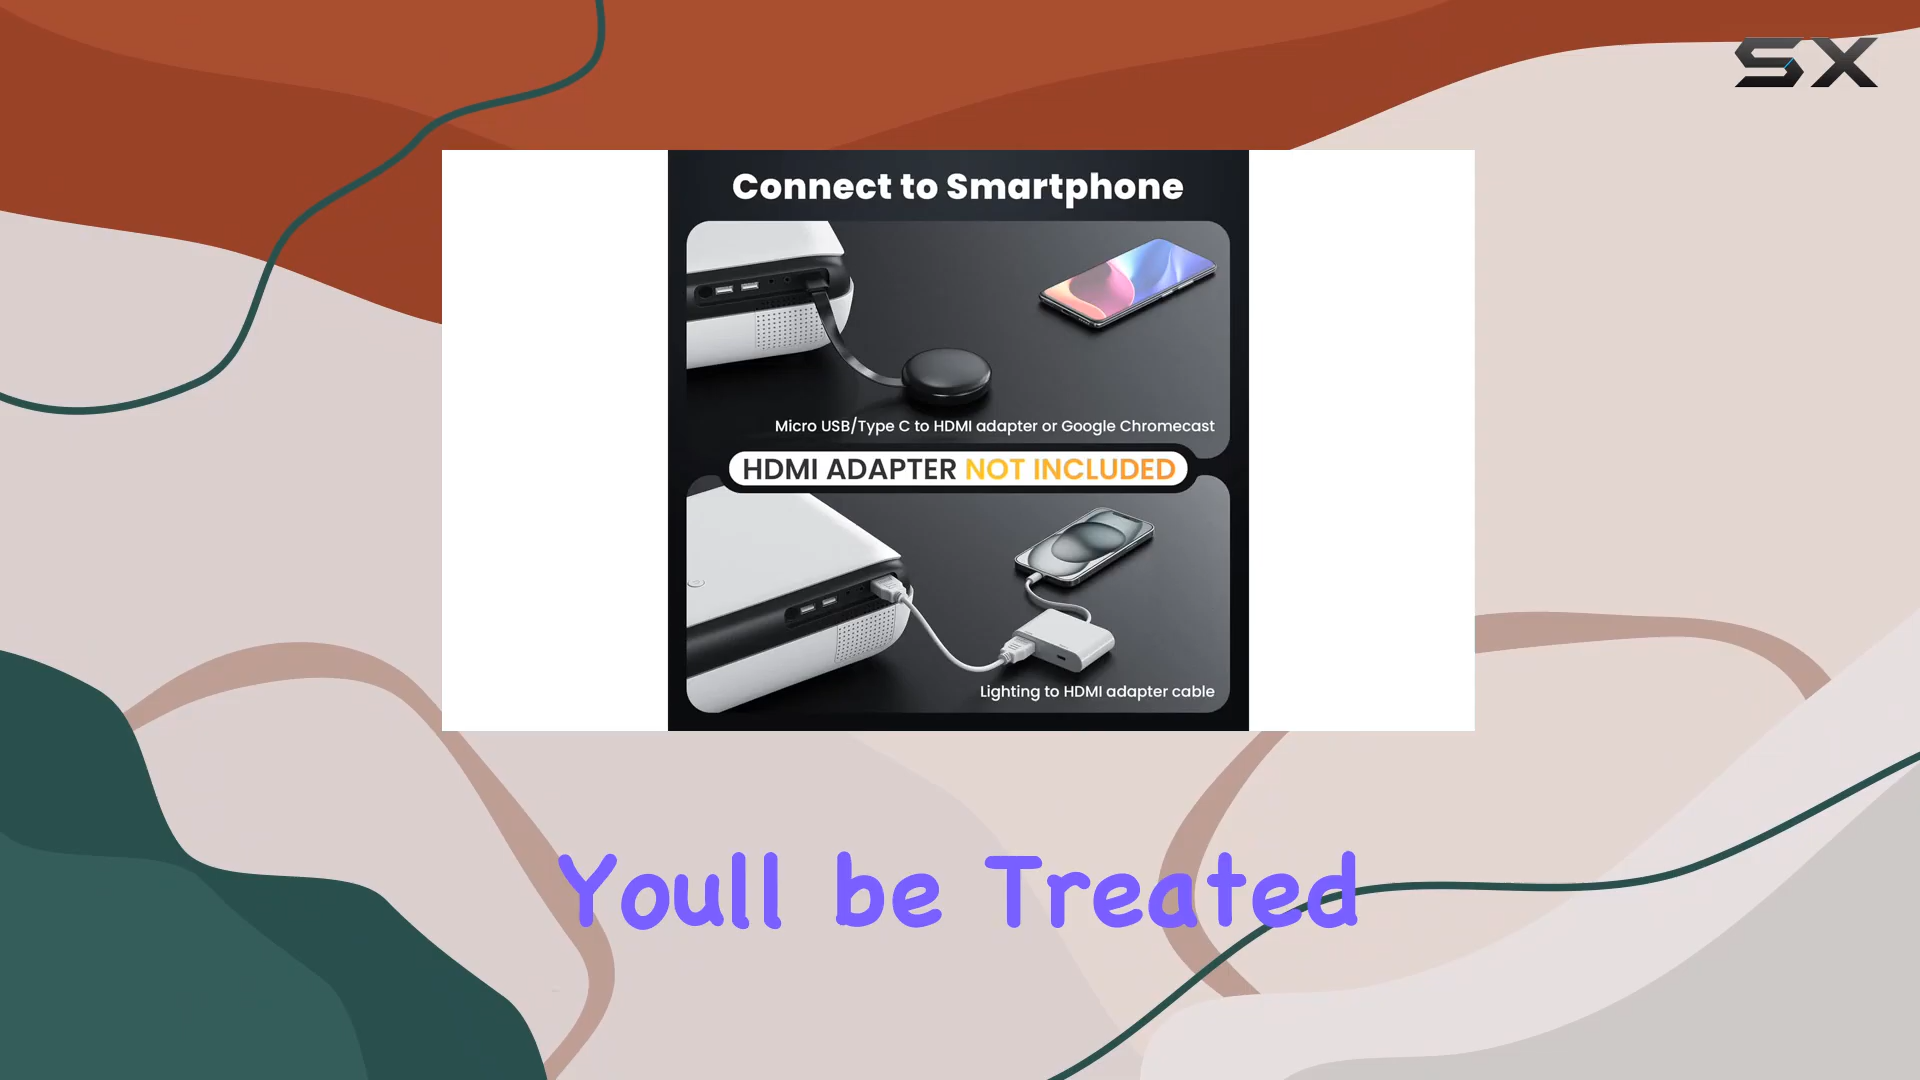 SX
Connect to Smartphone
Micro USB/Type C to HDMI adapter or Google Chromecast
HDMI ADAPTER NOT INCLUDED
Lighting to HDMI adapter cable
Youll be Treated